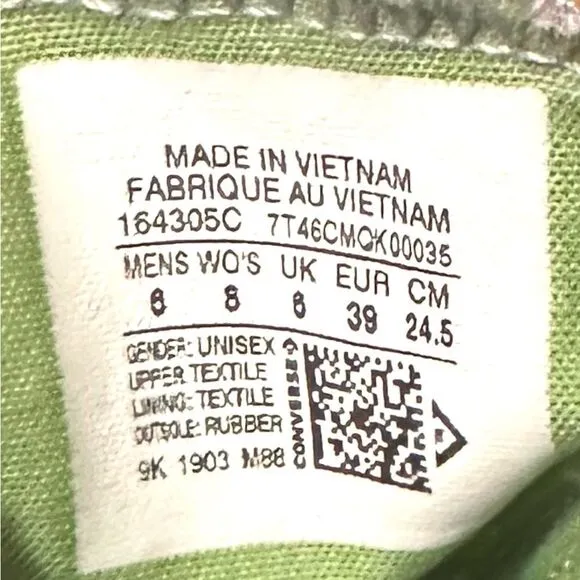 MADE IN VIETNAM
FABRIQUE AU VIETNAM
164305C 7T46CMCK00035
MENS WO'S UK EUR CM
6 8 6 39 24.5
GENDER: UNISEX
UPPER: TEXTILE
LINING: TEXTILE
OUTSOLE: RUBBER
9K 1903 M88
CONVERSE